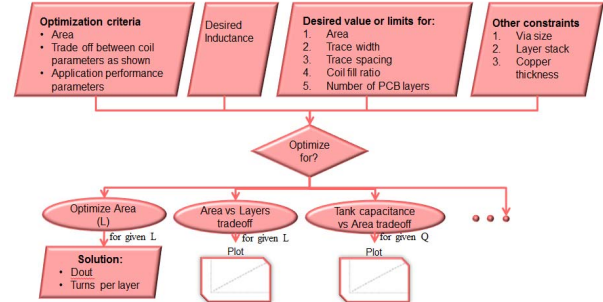 Optimization criteria
• Area
• Trade off between coil
parameters as shown
• Application performance
parameters
Desired
Inductance
Desired value or limits for:
1. Area
2. Trace width
3. Trace spacing
4. Coil fill ratio
5. Number of PCB layers
Other constraints
1. Via size
2. Layer stack
3. Copper
thickness
Optimize
for?
Optimize Area
(L)
Area vs Layers
tradeoff
Tank capacitance
vs Area tradeoff
for given L
for given L
for given Q
Solution:
• Dout
• Turns per layer
Plot
Plot